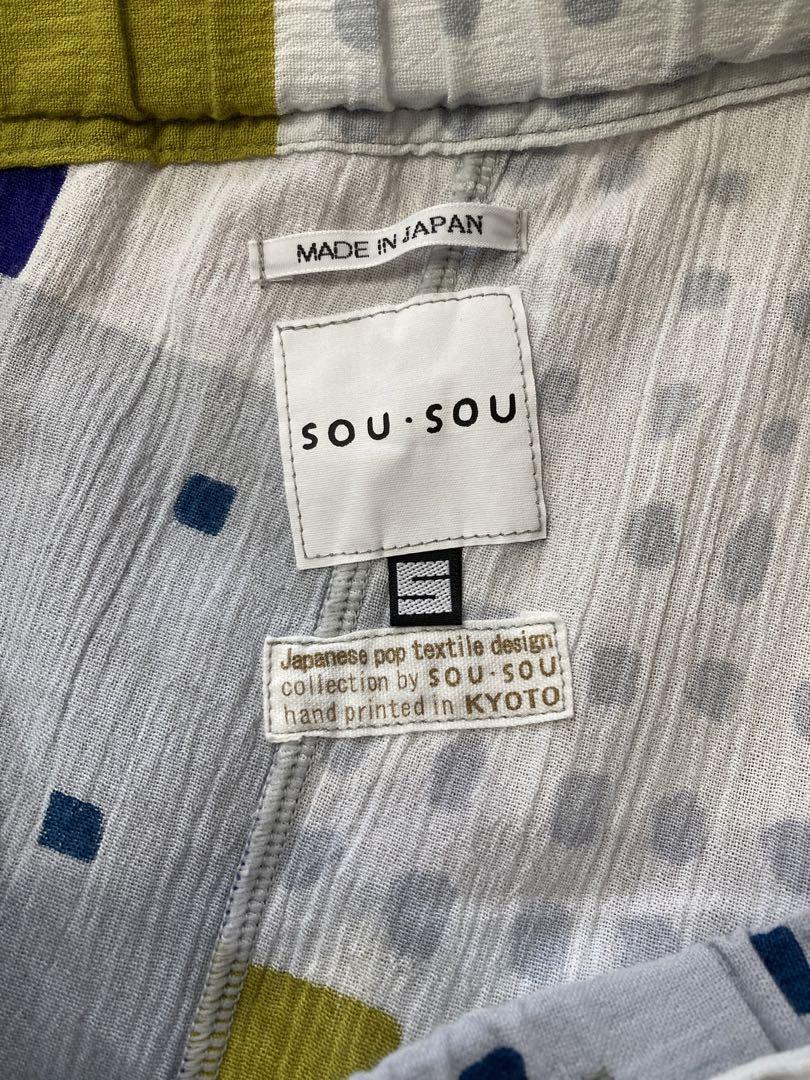 MADE IN JAPAN
SOU・SOU
S
Japanese pop textile design
collection by SOU・SOU
hand printed in KYOTO